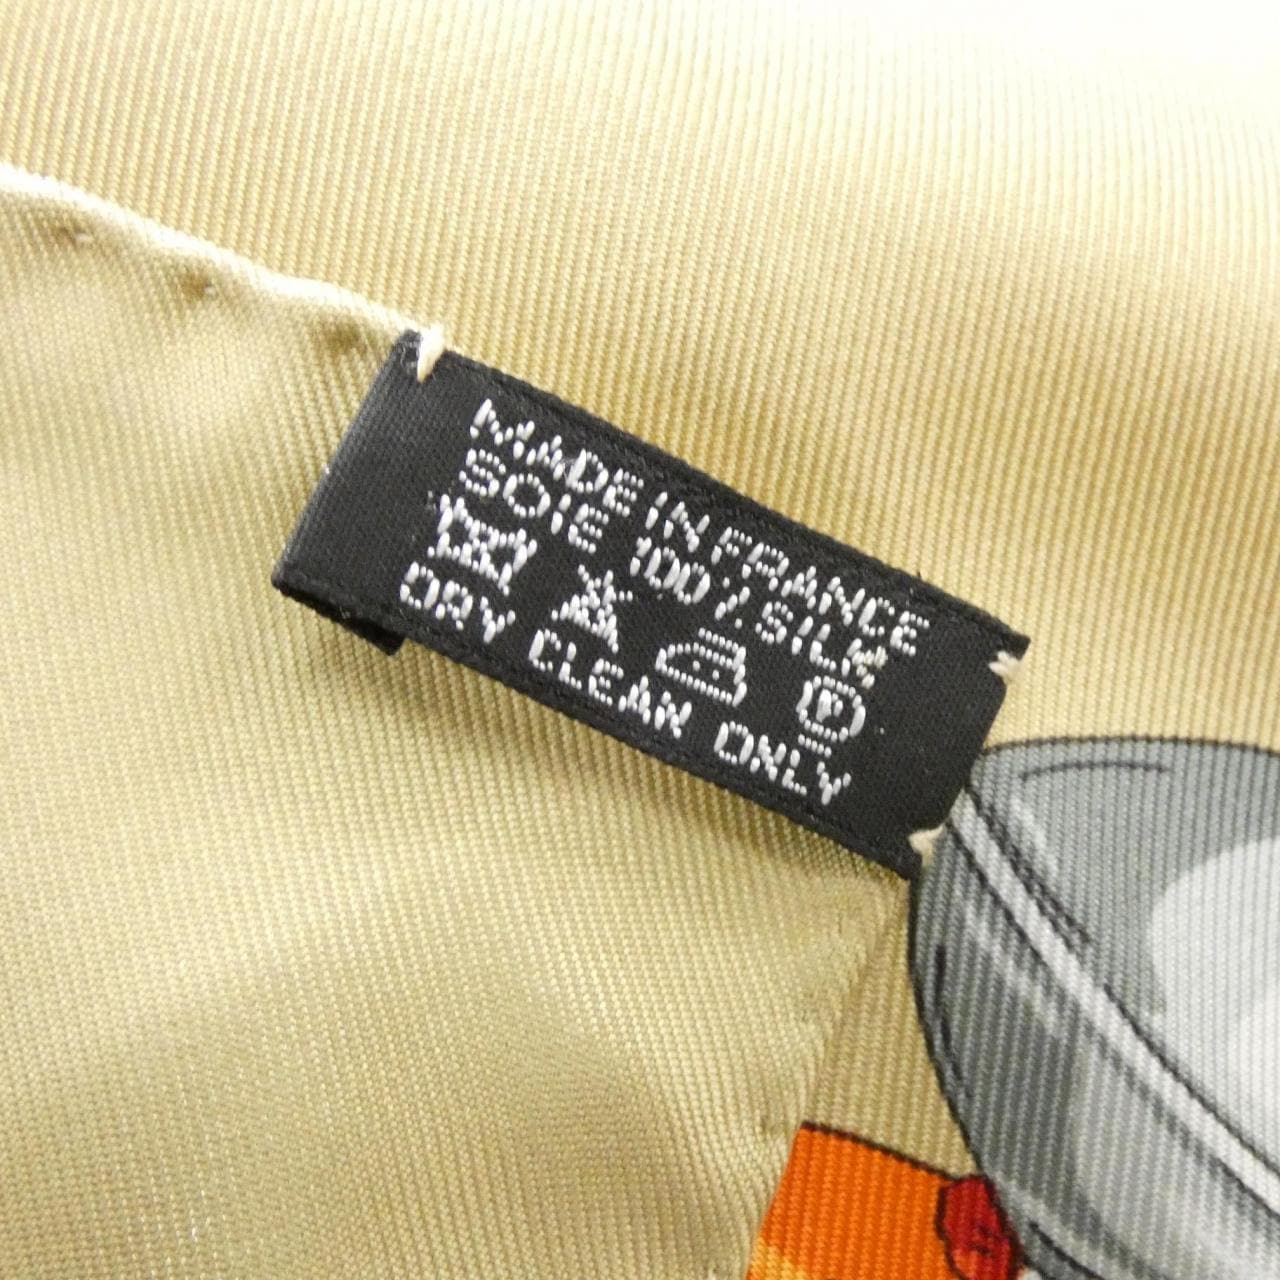 MADE IN FRANCE
SOIE 100% SILK
P
DRY CLEAN ONLY